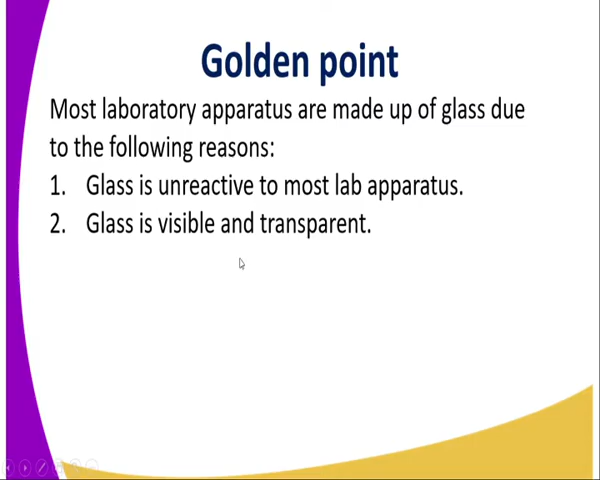 Golden point
Most laboratory apparatus are made up of glass due
to the following reasons:
1. Glass is unreactive to most lab apparatus.
2. Glass is visible and transparent.